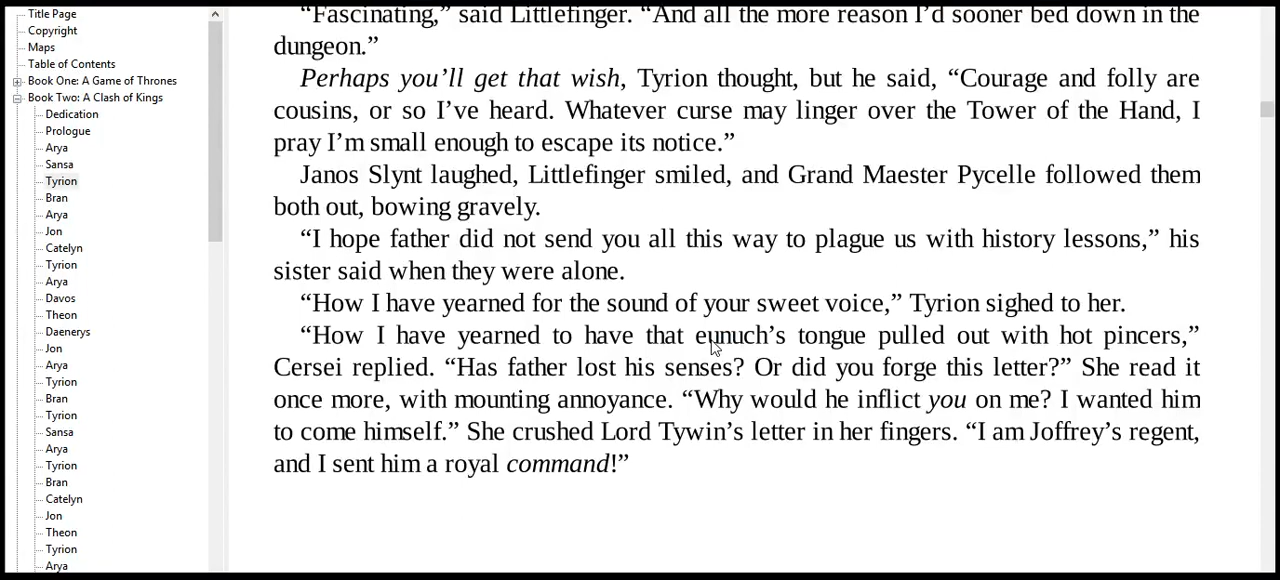 Title Page
Copyright
Maps
Table of Contents
Book One: A Game of Thrones
Book Two: A Clash of Kings
Dedication
Prologue
Arya
Sansa
Tyrion
Bran
Arya
Jon
Catelyn
Tyrion
Arya
Davos
Theon
Daenerys
Jon
Arya
Tyrion
Bran
Tyrion
Sansa
Arya
Tyrion
Bran
Catelyn
Jon
Theon
Tyrion
Arya
“Fascinating,” said Littlefinger. “And all the more reason I’d sooner bed down in the
dungeon.”
Perhaps you’ll get that wish, Tyrion thought, but he said, “Courage and folly are
cousins, or so I’ve heard. Whatever curse may linger over the Tower of the Hand, I
pray I’m small enough to escape its notice.”
Janos Slynt laughed, Littlefinger smiled, and Grand Maester Pycelle followed them
both out, bowing gravely.
“I hope father did not send you all this way to plague us with history lessons,” his
sister said when they were alone.
“How I have yearned for the sound of your sweet voice,” Tyrion sighed to her.
“How I have yearned to have that eunuch’s tongue pulled out with hot pincers,”
Cersei replied. “Has father lost his senses? Or did you forge this letter?” She read it
once more, with mounting annoyance. “Why would he inflict you on me? I wanted him
to come himself.” She crushed Lord Tywin’s letter in her fingers. “I am Joffrey’s regent,
and I sent him a royal command!”